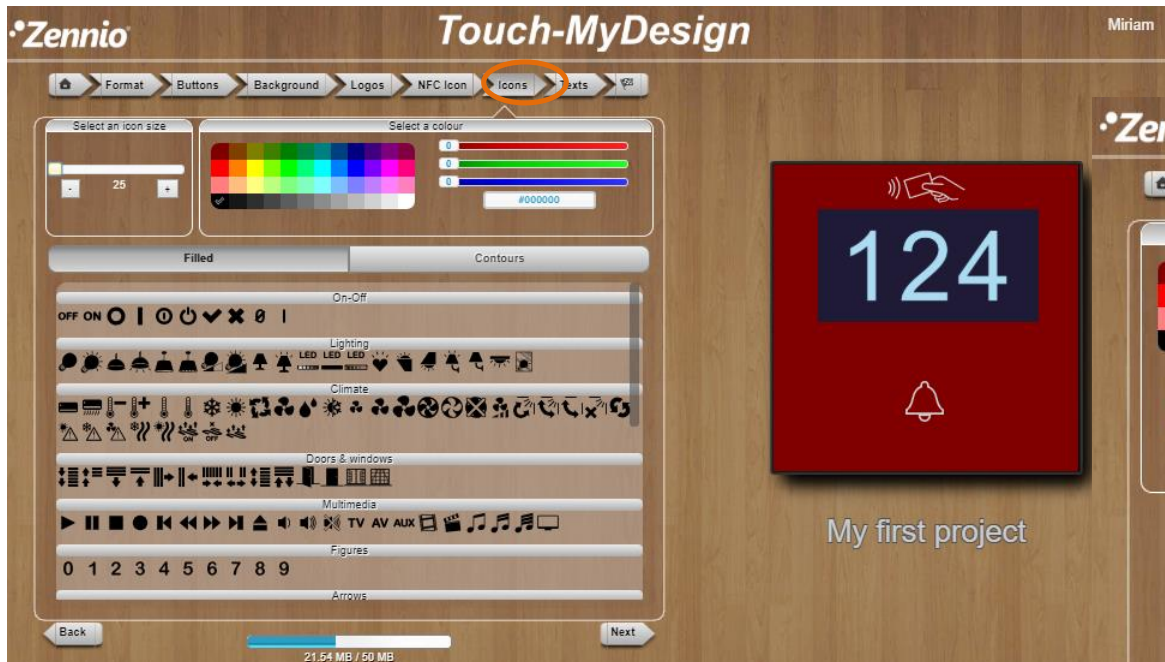 Zennio
Touch-MyDesign
Miriam
Format Buttons Background Logos NFC Icon Icons Texts
Select an icon size
25
- +
Select a colour
0
0
0
#000000
Filled Contours
On-Off
OFF ON
Lighting
LED LED LED
Climate
ON OFF
Doors & windows
Multimedia
TV AV AUX
Figures
0 1 2 3 4 5 6 7 8 9
Arrows
Back
21.54 MB / 50 MB
Next
124
My first project
Zen